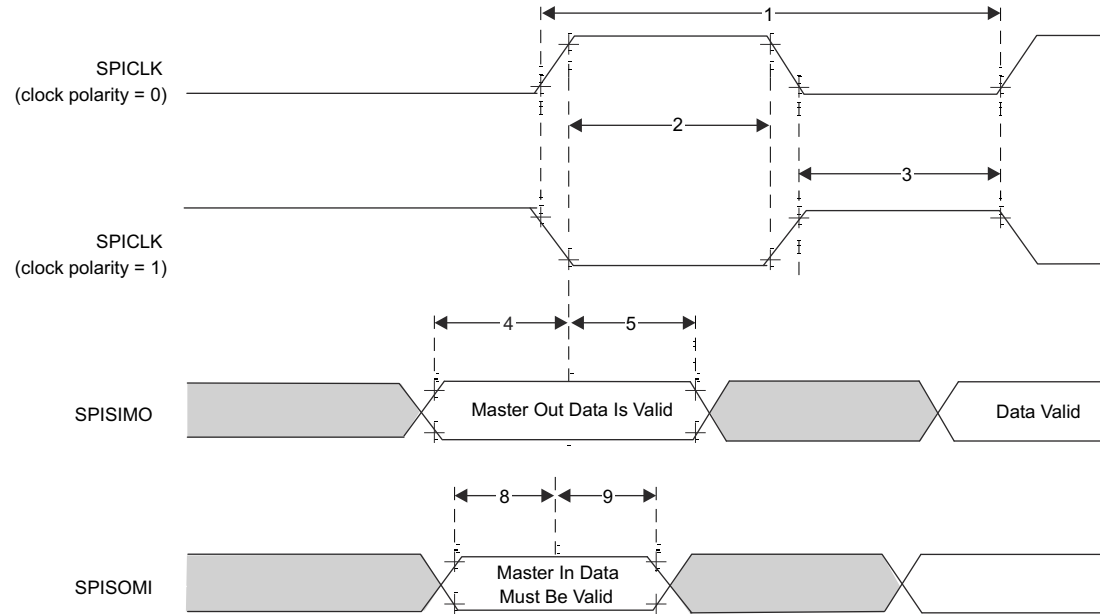 1
SPICLK
(clock polarity = 0)
2
3
SPICLK
(clock polarity = 1)
4
5
SPISIMO
Master Out Data Is Valid
Data Valid
8
9
SPISOMI
Master In Data
Must Be Valid